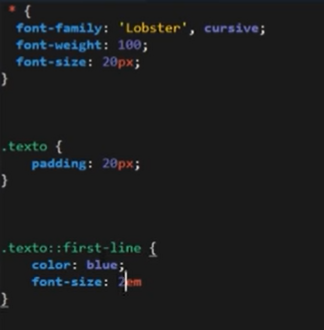 * {
font-family: 'Lobster', cursive;
font-weight: 100;
font-size: 20px;
}
.texto {
padding: 20px;
}
.texto::first-line {
color: blue;
font-size: 2em
}